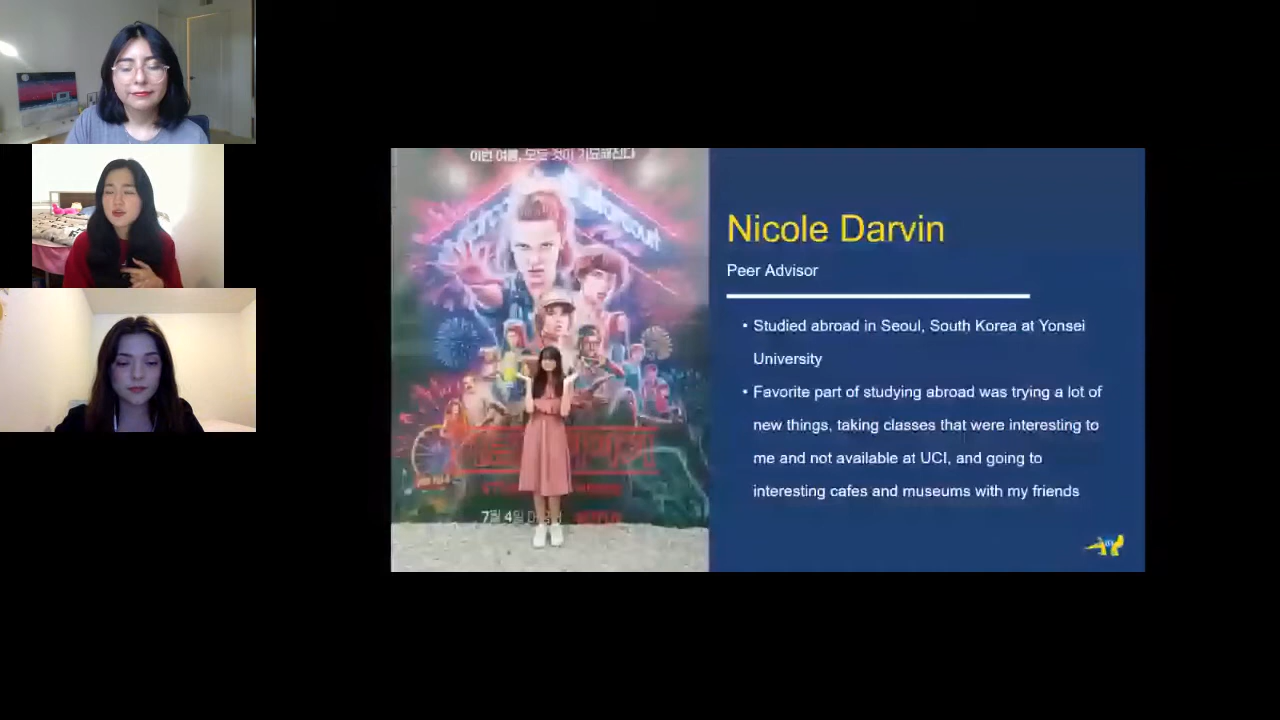 이런 여름, 모든 것이 기묘해진다
7월 4일
Nicole Darvin
Peer Advisor
• Studied abroad in Seoul, South Korea at Yonsei
University
• Favorite part of studying abroad was trying a lot of
new things, taking classes that were interesting to
me and not available at UCI, and going to
interesting cafes and museums with my friends